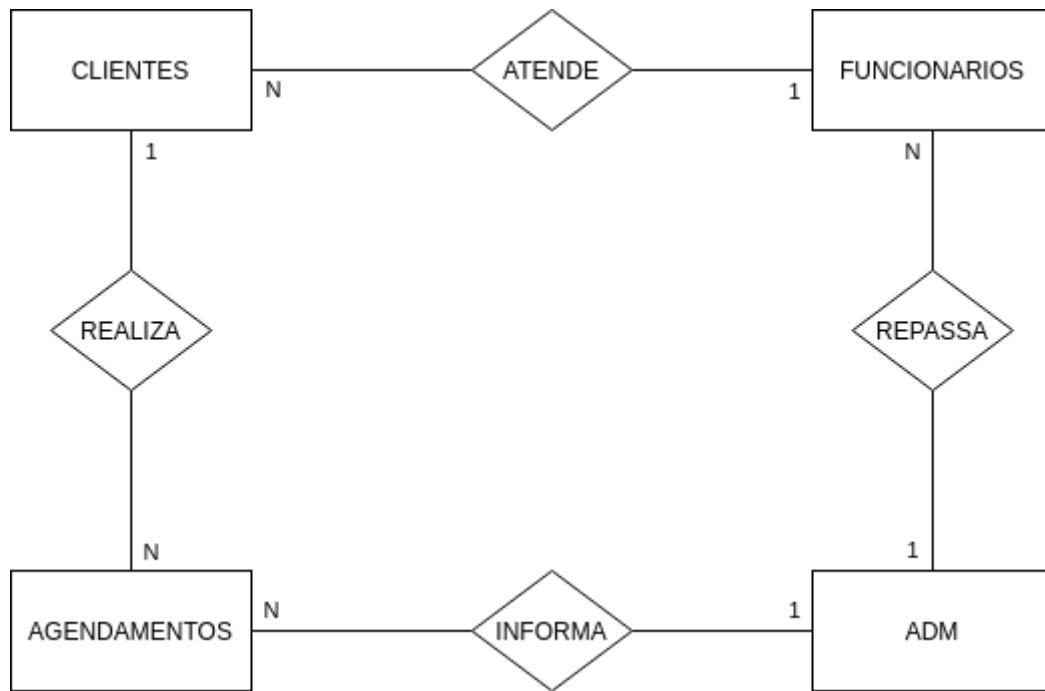 CLIENTES
N
ATENDE
1
FUNCIONARIOS
1
N
REALIZA
REPASSA
N
1
AGENDAMENTOS
N
INFORMA
1
ADM